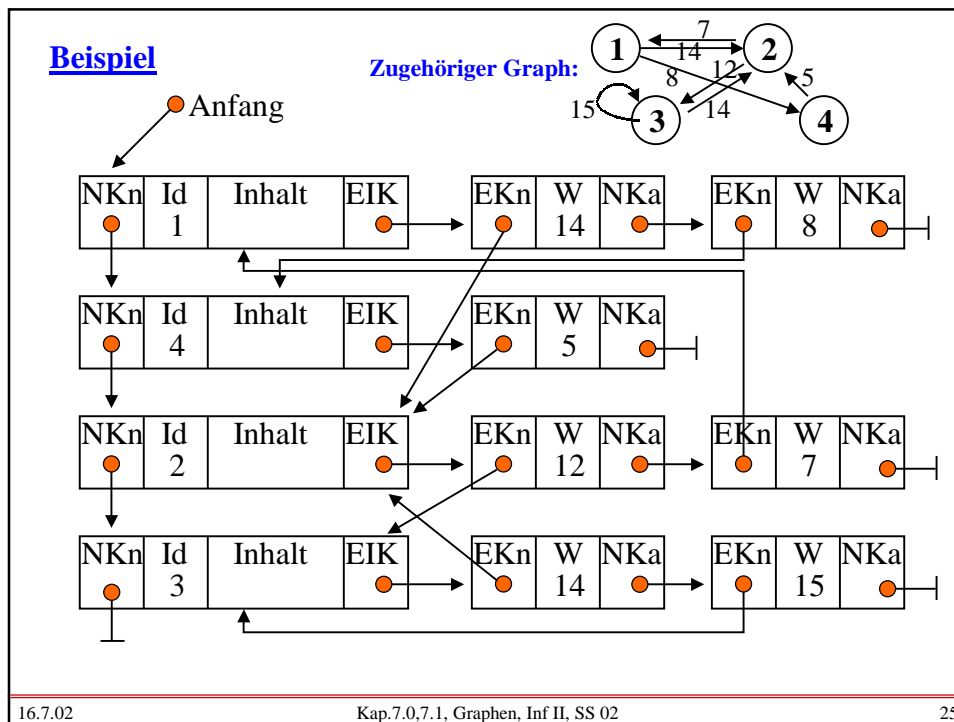 Beispiel
Zugehöriger Graph:
1 2 3 4
7
14
8
12
5
15
14
Anfang
NKn Id Inhalt EIK EKn W NKa EKn W NKa
1 14 8
NKn Id Inhalt EIK EKn W NKa
4 5
NKn Id Inhalt EIK EKn W NKa EKn W NKa
2 12 7
NKn Id Inhalt EIK EKn W NKa EKn W NKa
3 14 15
16.7.02 Kap.7.0,7.1, Graphen, Inf II, SS 02 25